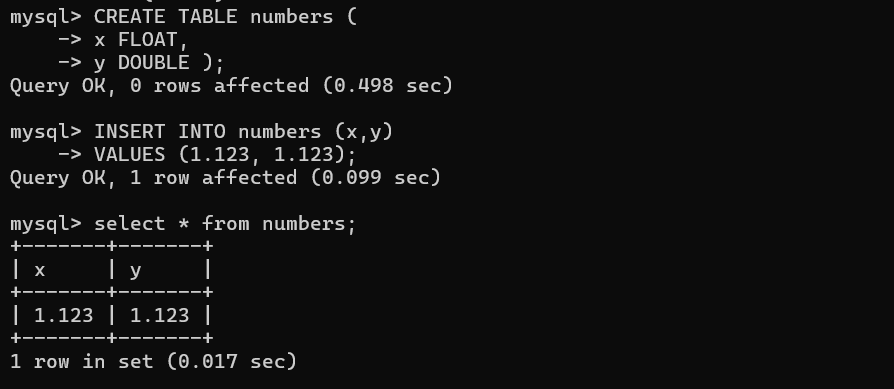 mysql> CREATE TABLE numbers (
    -> x FLOAT,
    -> y DOUBLE );
Query OK, 0 rows affected (0.498 sec)

mysql> INSERT INTO numbers (x,y)
    -> VALUES (1.123, 1.123);
Query OK, 1 row affected (0.099 sec)

mysql> select * from numbers;
+-------+-------+
| x     | y     |
+-------+-------+
| 1.123 | 1.123 |
+-------+-------+
1 row in set (0.017 sec)